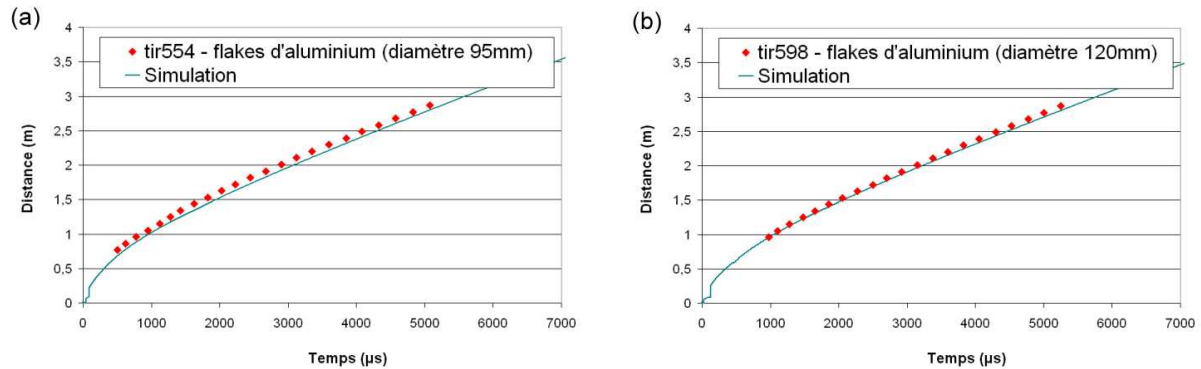 (a)
4
3,5
3
2,5
2
1,5
1
0,5
0
Distance (m)
tir554 - flakes d'aluminium (diamètre 95mm)
Simulation
0 1000 2000 3000 4000 5000 6000 7000
Temps (µs)
(b)
4
3,5
3
2,5
2
1,5
1
0,5
0
Distance (m)
tir598 - flakes d'aluminium (diamètre 120mm)
Simulation
0 1000 2000 3000 4000 5000 6000 7000
Temps (µs)